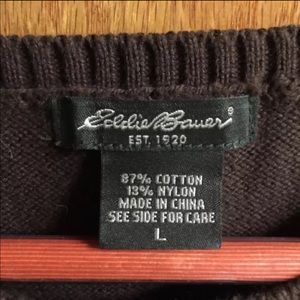 Eddie Bauer®
EST. 1920
87% COTTON
13% NYLON
MADE IN CHINA
SEE SIDE FOR CARE
L